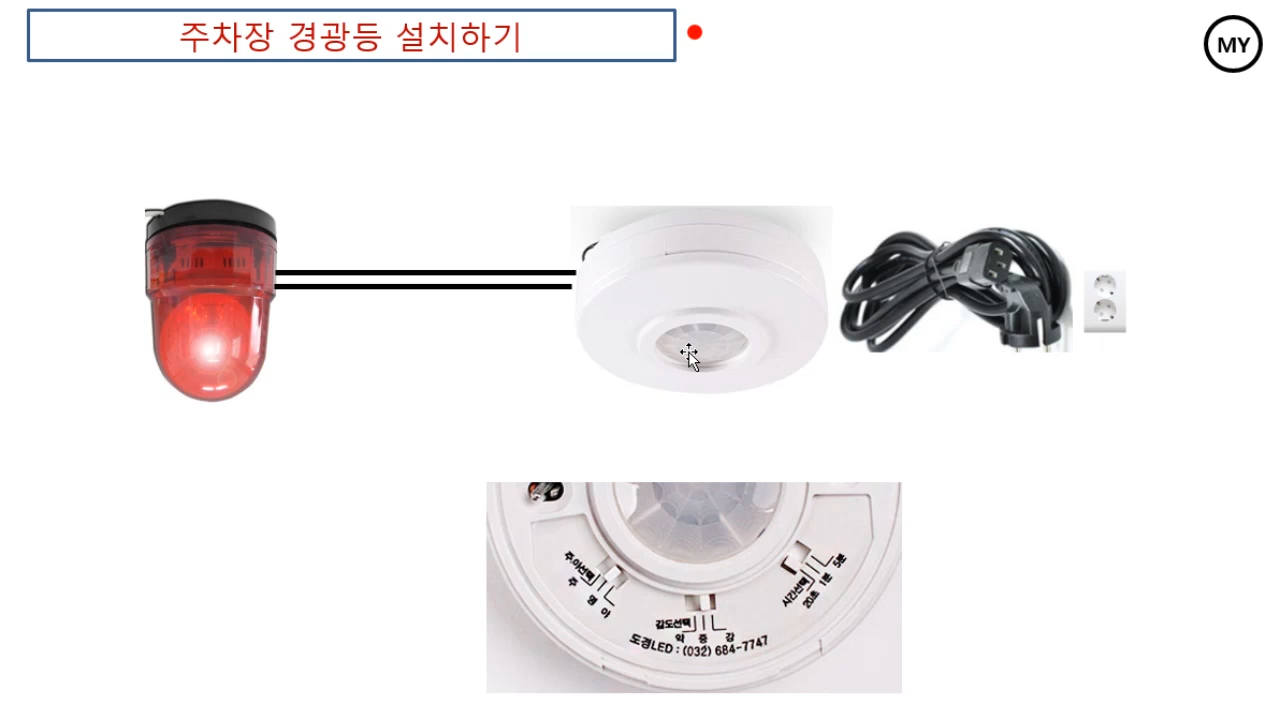 주차장 경광등 설치하기
MY
주야선택
주 영 야
감도선택
약 중 강
시간선택
20초 1분 5분
도경LED : (032) 684-7747